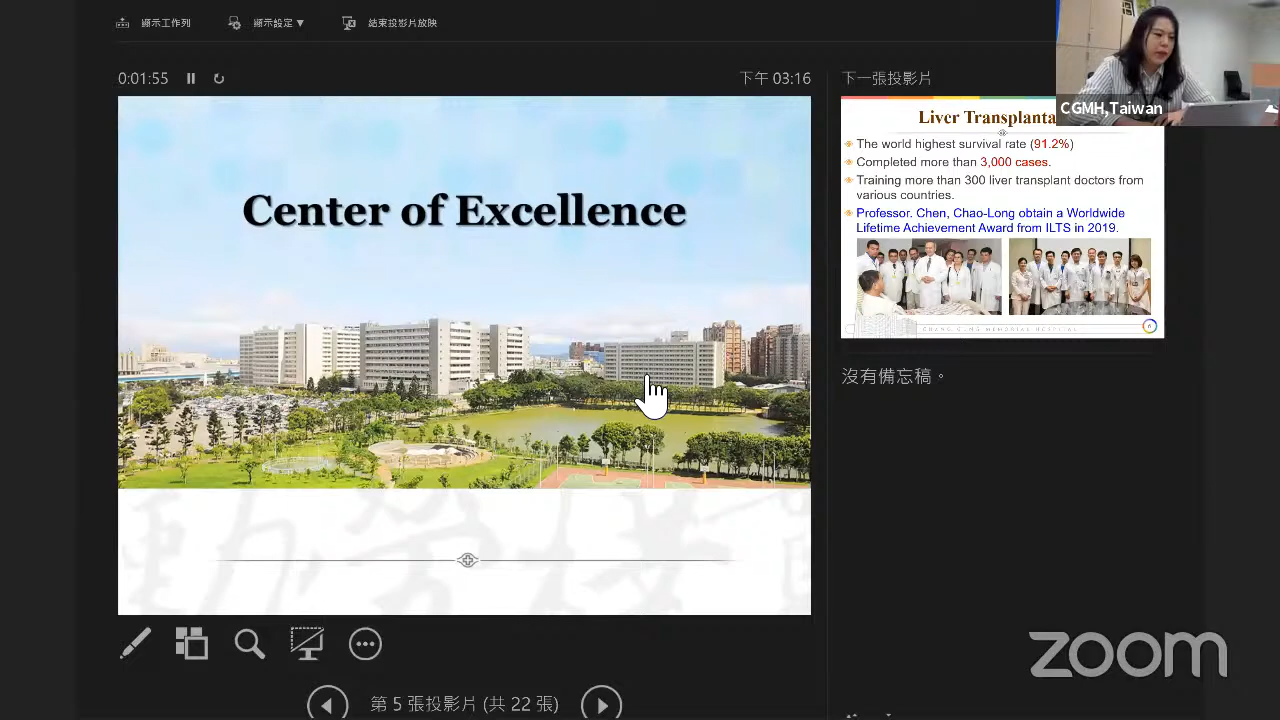 顯示工作列
顯示設定 ▼
結束投影片放映
0:01:55
下午 03:16
下一張投影片
CGMH,Taiwan
Center of Excellence
Liver Transplanta
The world highest survival rate (91.2%)
Completed more than 3,000 cases.
Training more than 300 liver transplant doctors from
various countries.
Professor. Chen, Chao-Long obtain a Worldwide
Lifetime Achievement Award from ILTS in 2019.
CHANG GUNG MEMORIAL HOSPITAL
6
沒有備忘稿。
zoom
第 5 張投影片 (共 22 張)